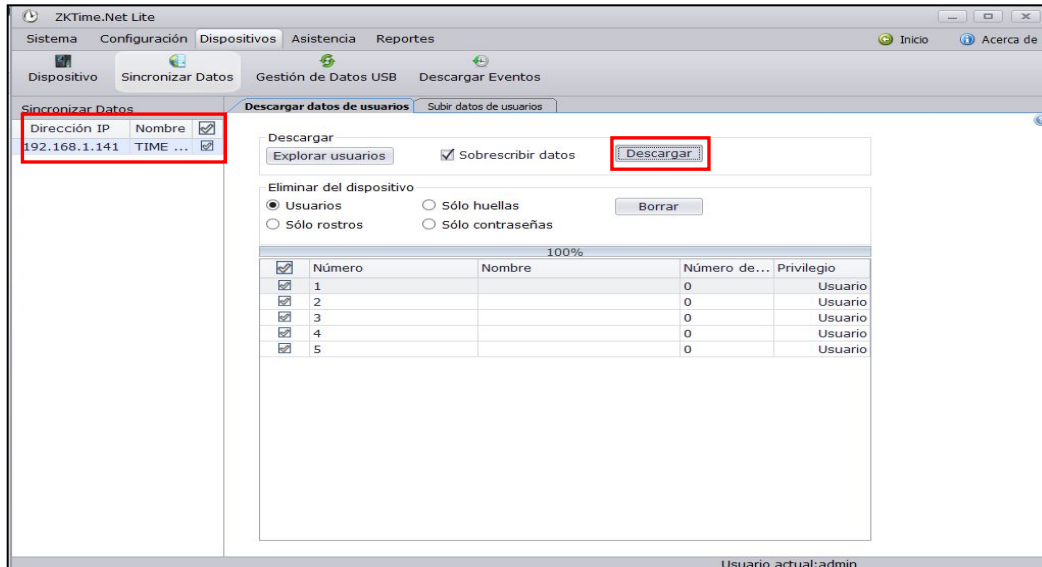 ZKTime.Net Lite
Sistema Configuración Dispositivos Asistencia Reportes Inicio Acerca de
Dispositivo Sincronizar Datos Gestión de Datos USB Descargar Eventos
Sincronizar Datos Descargar datos de usuarios Subir datos de usuarios
Dirección IP Nombre
192.168.1.141 TIME ...
Descargar
Explorar usuarios Sobrescribir datos Descargar
Eliminar del dispositivo
Usuarios Sólo huellas Borrar
Sólo rostros Sólo contraseñas
100%
Número Nombre Número de... Privilegio
1 0 Usuario
2 0 Usuario
3 0 Usuario
4 0 Usuario
5 0 Usuario
Usuario actual:admin